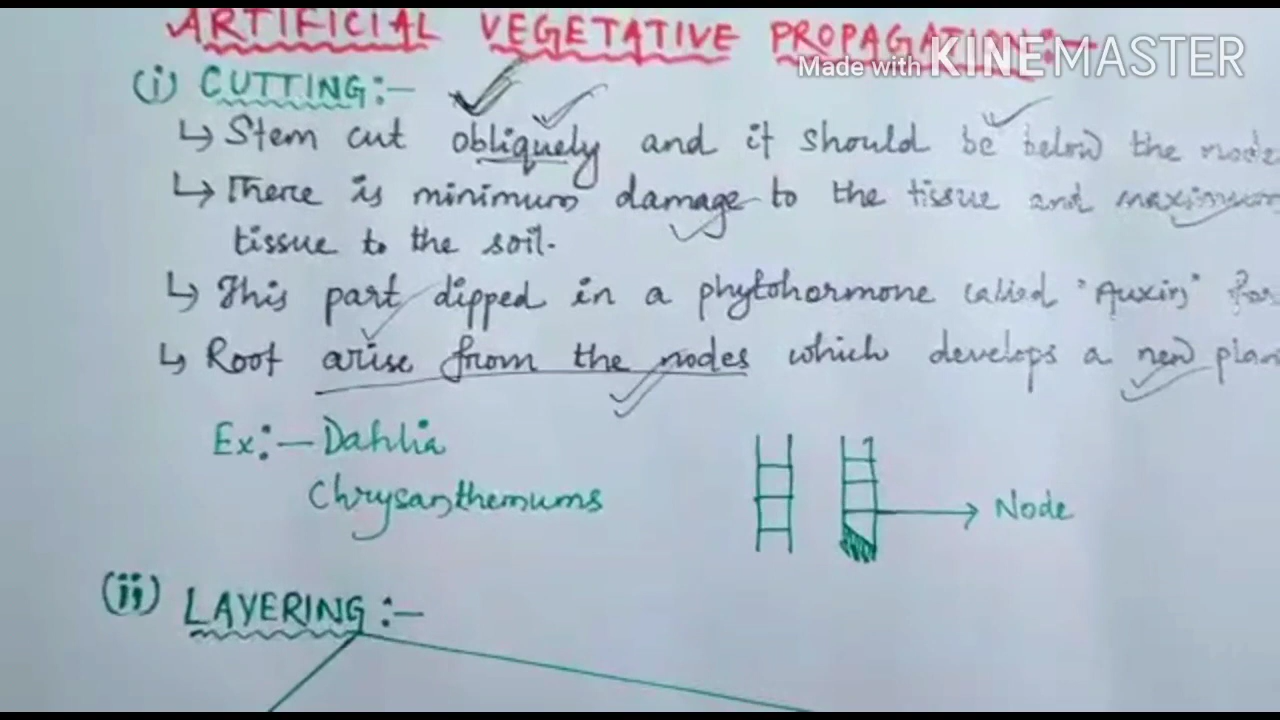 ARTIFICIAL VEGETATIVE PROPAGATION:-
Made with KINEMASTER
(i) CUTTING:-
↳ Stem cut obliquely and it should be below the node
↳ There is minimum damage to the tissue and maximum
tissue to the soil.
↳ This part dipped in a phytohormone called "Auxin" for
↳ Root arise from the nodes which develops a new plan
Ex:- Dahlia
Chrysanthemums
Node
(ii) LAYERING:-